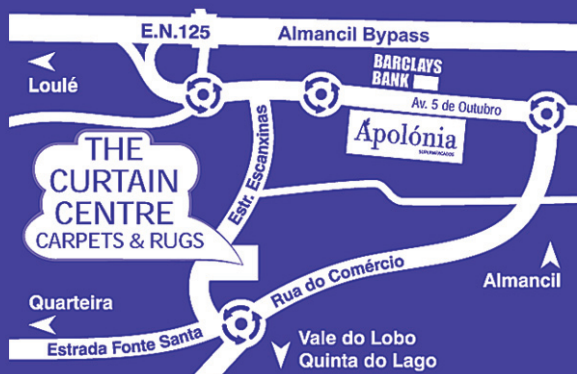 E.N.125
Almancil Bypass
Loulé
BARCLAYS
BANK
Av. 5 de Outubro
Apolónia
SUPERMERCADOS
THE
CURTAIN
CENTRE
CARPETS & RUGS
Estr. Escanxinas
Quarteira
Rua do Comércio
Almancil
Estrada Fonte Santa
Vale do Lobo
Quinta do Lago